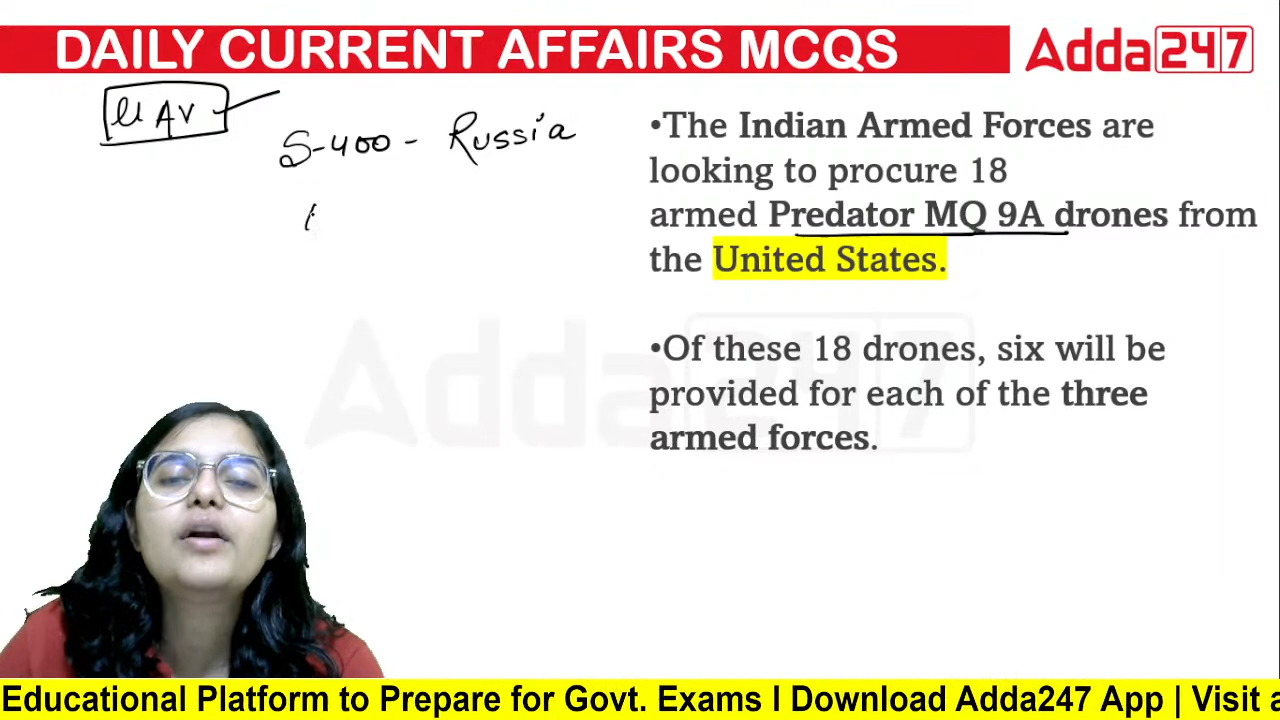 DAILY CURRENT AFFAIRS MCQS
Adda247
UAV
S-400 - Russia
•The Indian Armed Forces are
looking to procure 18
armed Predator MQ 9A drones from
the United States.
•Of these 18 drones, six will be
provided for each of the three
armed forces.
Adda247
Educational Platform to Prepare for Govt. Exams I Download Adda247 App | Visit a